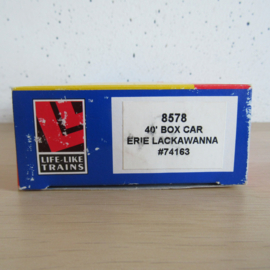 8578
40' BOX CAR
ERIE LACKAWANNA
#74163
LIFE-LIKE
TRAINS